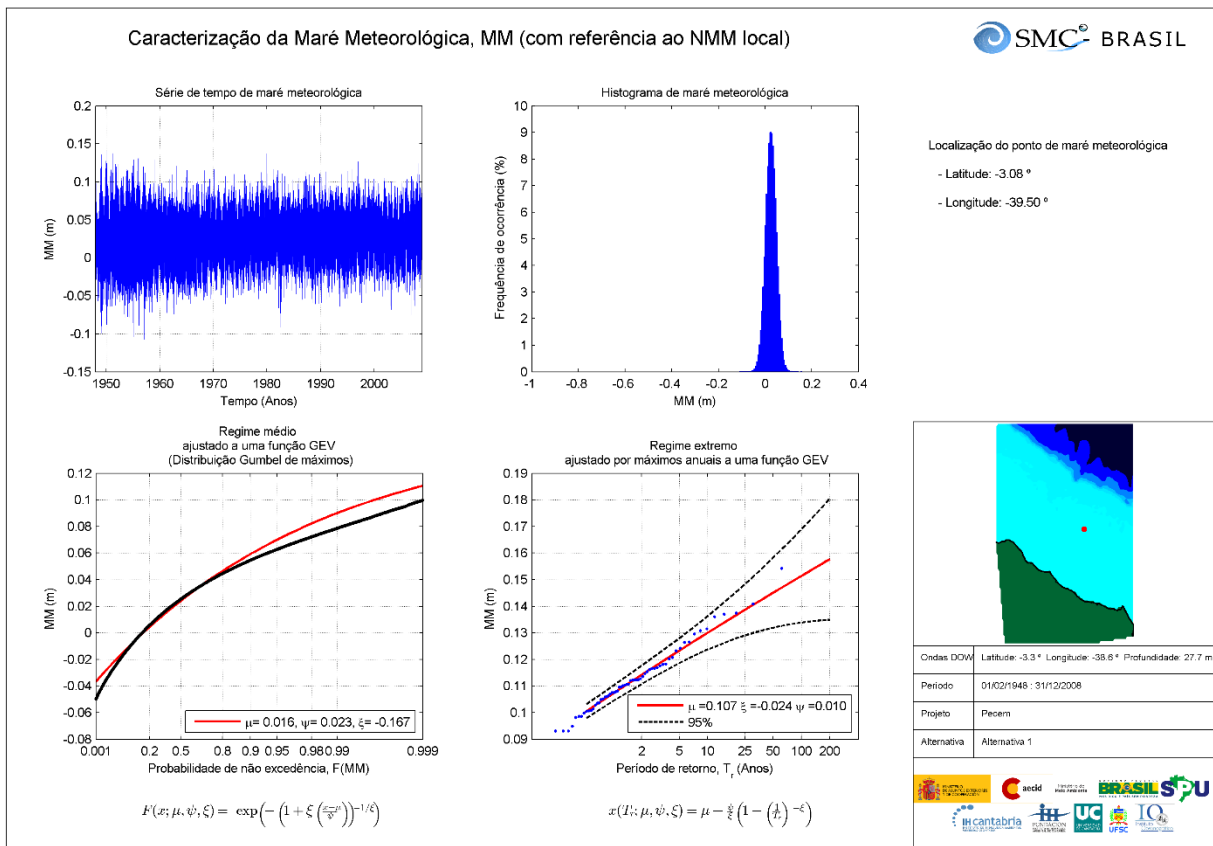 Caracterização da Maré Meteorológica, MM (com referência ao NMM local)
SMC - BRASIL
Série de tempo de maré meteorológica
0.2
0.15
0.1
0.05
0
-0.05
-0.1
-0.15
MM (m)
1950 1960 1970 1980 1990 2000
Tempo (Anos)
Histograma de maré meteorológica
10
9
8
7
6
5
4
3
2
1
0
Frequência de ocorrência (%)
-1 -0.8 -0.6 -0.4 -0.2 0 0.2 0.4
MM (m)
Localização do ponto de maré meteorológica
- Latitude: -3.08 º
- Longitude: -39.50 º
Regime médio
ajustado a uma função GEV
(Distribuição Gumbel de máximos)
0.12
0.1
0.08
0.06
0.04
0.02
0
-0.02
-0.04
-0.06
-0.08
MM (m)
μ= 0.016, ψ= 0.023, ξ= -0.167
0.001 0.2 0.5 0.8 0.9 0.95 0.98 0.99 0.999
Probabilidade de não excedência, F(MM)
F(x; μ, ψ, ξ) = exp(−(1 + ξ((x−μ)/ψ))^(−1/ξ))
Regime extremo
ajustado por máximos anuais a uma função GEV
0.19
0.18
0.17
0.16
0.15
0.14
0.13
0.12
0.11
0.1
0.09
MM (m)
μ =0.107 ξ =-0.024 ψ =0.010
95%
2 5 10 25 50 100 200
Período de retorno, T_r (Anos)
x(T_r; μ, ψ, ξ) = μ − ψ/ξ (1 − (1/T_r)^(−ξ))
Ondas DOW Latitude: -3.3 º Longitude: -38.6 º Profundidade: 27.7 m
Periodo 01/02/1948 : 31/12/2008
Projeto Pecem
Alternativa Alternativa 1
aecid
Meio Ambiente
BRASIL
SPU
IHcantabria
FUNDACIÓN
UC
UFSC
IO